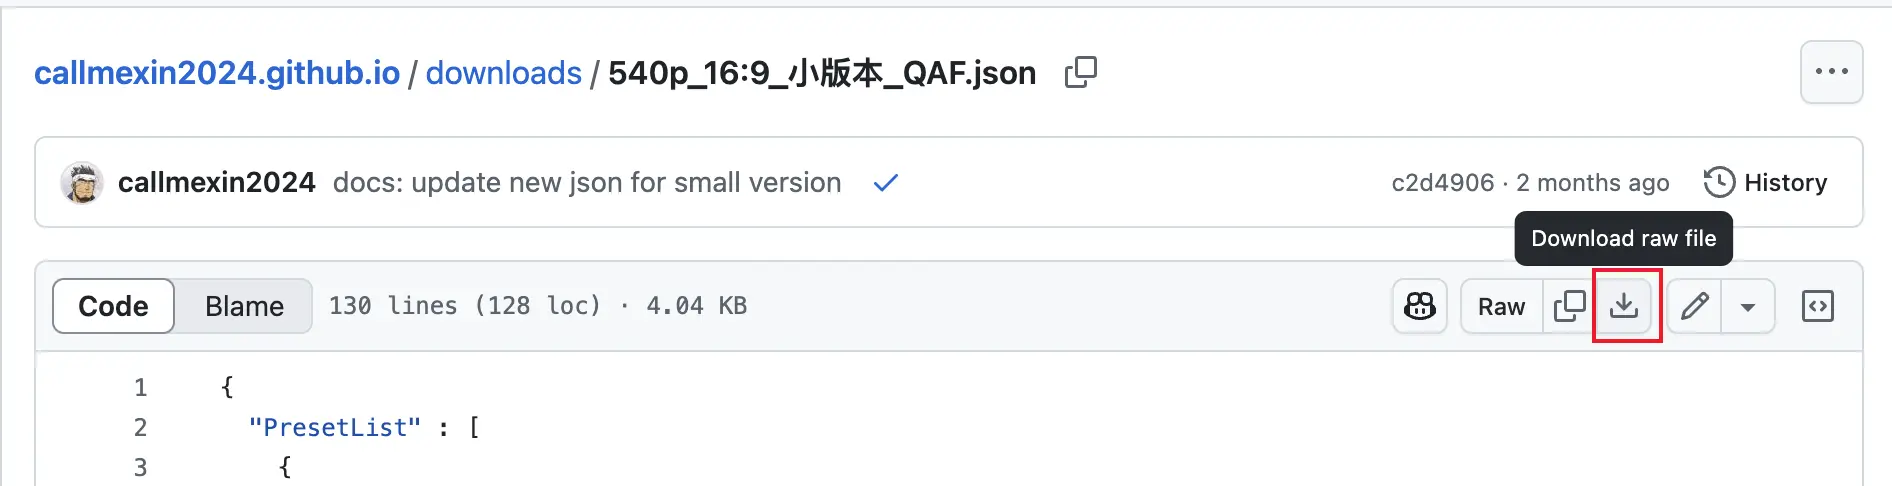 callmexin2024.github.io / downloads / 540p_16:9_小版本_QAF.json
callmexin2024 docs: update new json for small version
c2d4906 · 2 months ago History
Download raw file
Code Blame 130 lines (128 loc) · 4.04 KB Raw
1 {
2 "PresetList" : [
3 {